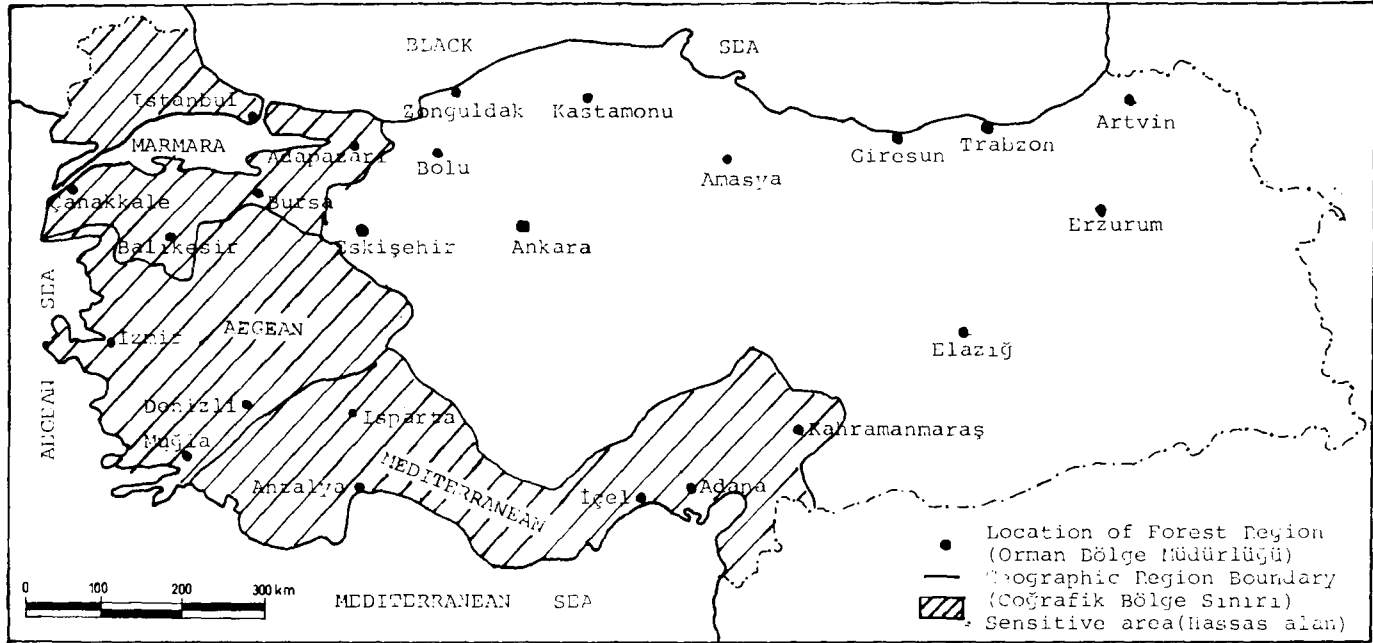 BLACK SEA
Istanbul
Zonguldak
Kastamonu
Artvin
MARMARA
Adapazarı
Bolu
Giresun
Trabzon
Amasya
Çanakkale
Bursa
Erzurum
Balıkesir
Eskişehir
Ankara
AEGEAN SEA
AEGEAN
İzmir
Elazığ
Denizli
Isparta
Muğla
Kahramanmaraş
MEDITERRANEAN
Antalya
İçel
Adana
Location of Forest Region
(Orman Bölge Müdürlüğü)
Geographic Region Boundary
(Coğrafik Bölge Sınırı)
Sensitive area(Hassas alan)
0 100 200 300 km
MEDITERRANEAN SEA